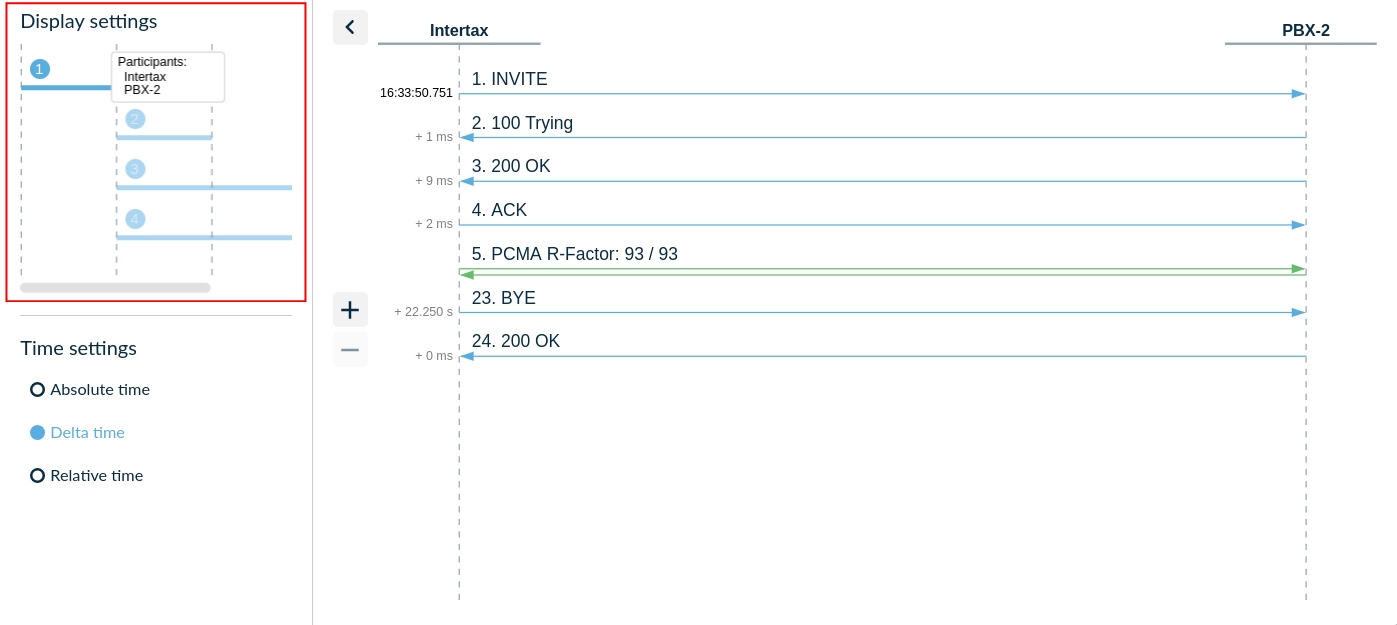 Display settings
1
Participants:
Intertax
PBX-2
2
3
4
Time settings
Absolute time
Delta time
Relative time
Intertax
PBX-2
1. INVITE
16:33:50.751
2. 100 Trying
+ 1 ms
3. 200 OK
+ 9 ms
4. ACK
+ 2 ms
5. PCMA R-Factor: 93 / 93
23. BYE
+ 22.250 s
24. 200 OK
+ 0 ms